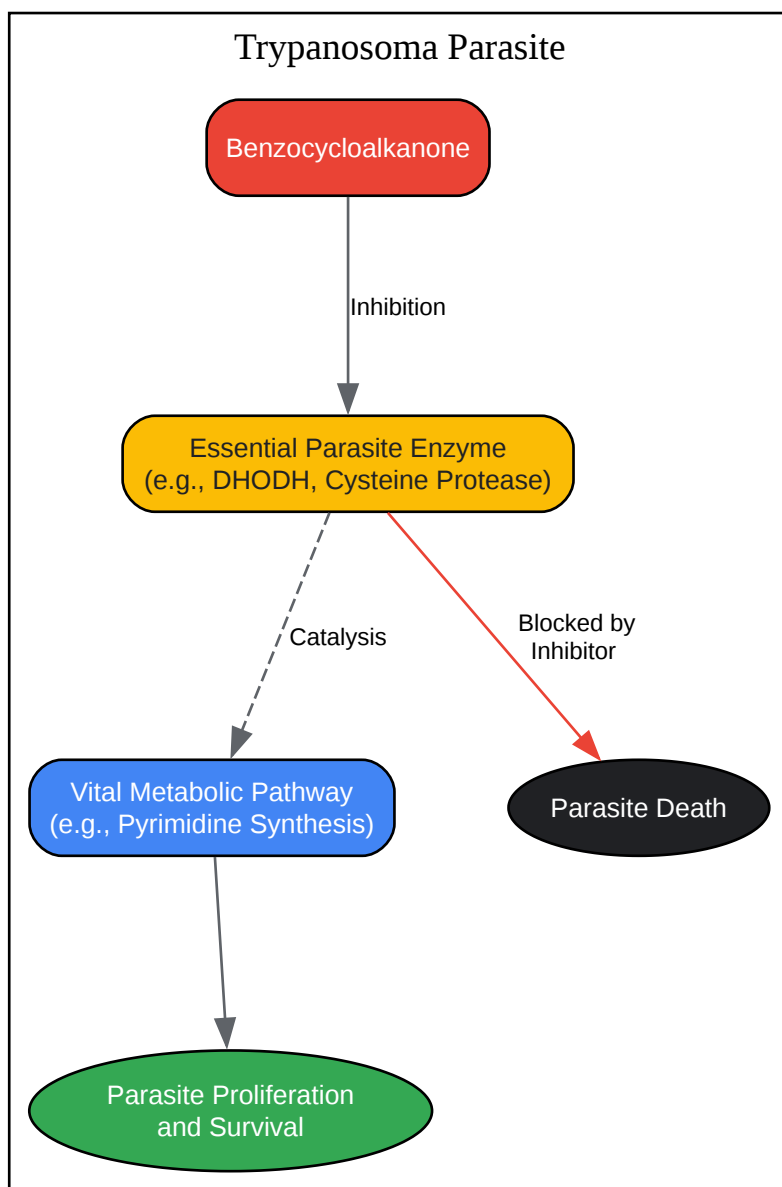 Trypanosoma Parasite
Benzocycloalkanone
Inhibition
Essential Parasite Enzyme
(e.g., DHODH, Cysteine Protease)
Catalysis
Blocked by
Inhibitor
Vital Metabolic Pathway
(e.g., Pyrimidine Synthesis)
Parasite Death
Parasite Proliferation
and Survival